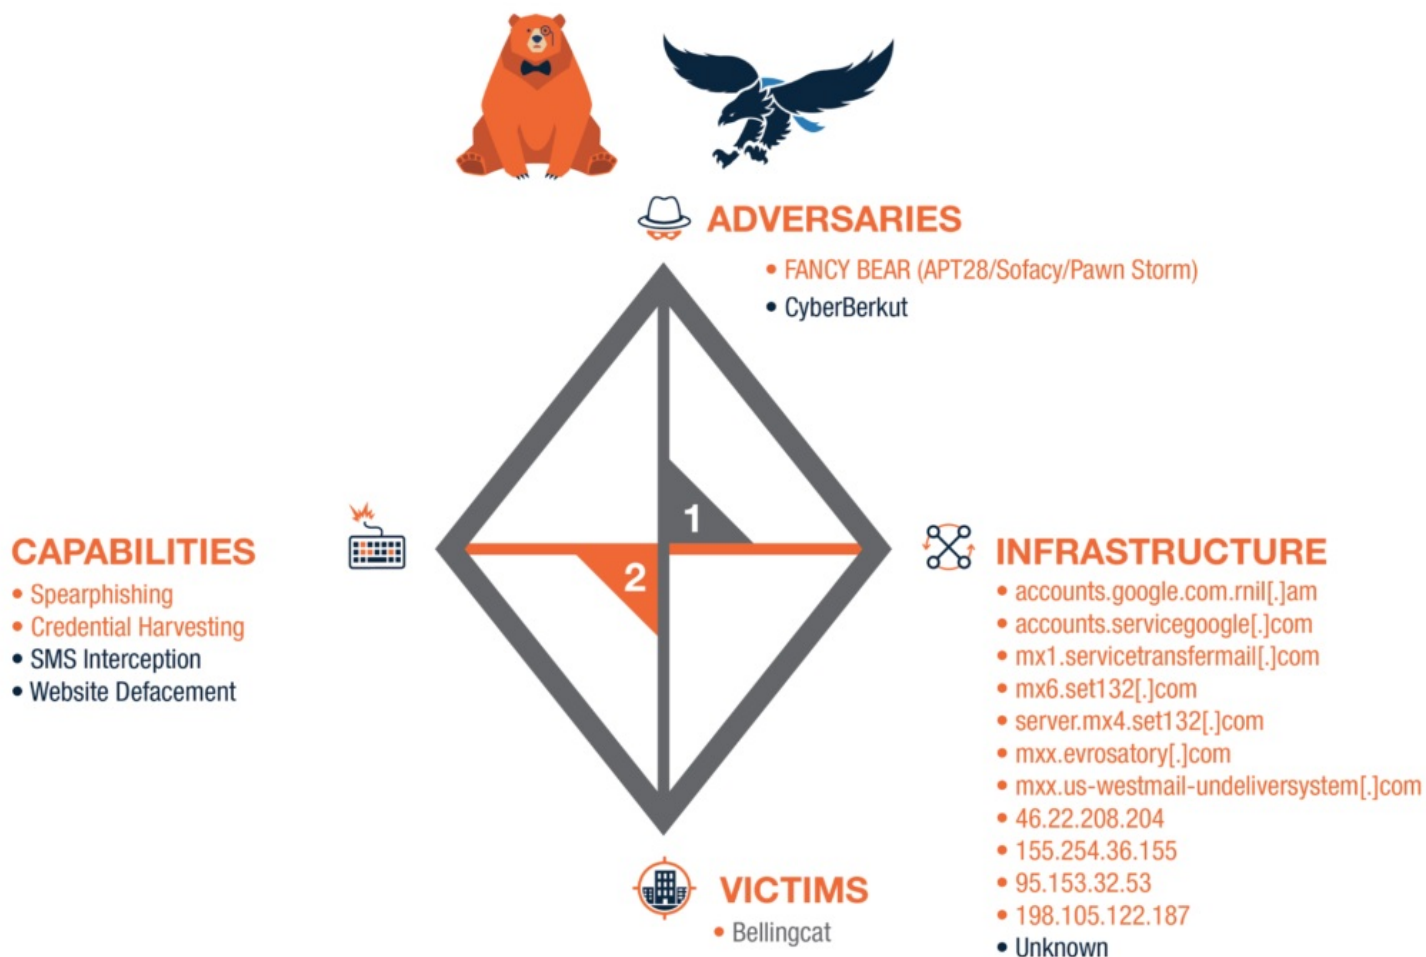 ADVERSARIES
• FANCY BEAR (APT28/Sofacy/Pawn Storm)
• CyberBerkut
1
2
CAPABILITIES
• Spearphishing
• Credential Harvesting
• SMS Interception
• Website Defacement
INFRASTRUCTURE
• accounts.google.com.rnil[.]am
• accounts.servicegoogle[.]com
• mx1.servicetransfermail[.]com
• mx6.set132[.]com
• server.mx4.set132[.]com
• mxx.evrosatory[.]com
• mxx.us-westmail-undeliversystem[.]com
• 46.22.208.204
• 155.254.36.155
• 95.153.32.53
• 198.105.122.187
• Unknown
VICTIMS
• Bellingcat